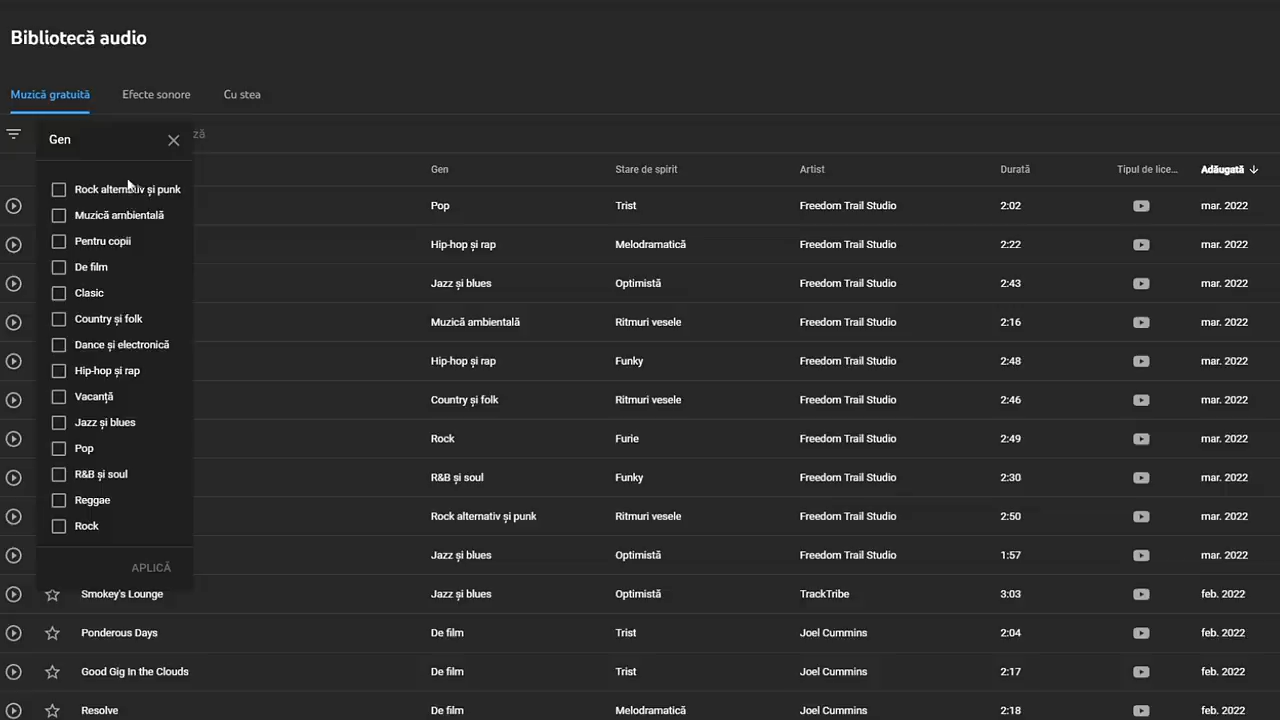 Bibliotecă audio
Muzică gratuită Efecte sonore Cu stea
Gen
Rock alternativ și punk
Muzică ambientală
Pentru copii
De film
Clasic
Country și folk
Dance și electronică
Hip-hop și rap
Vacanță
Jazz și blues
Pop
R&B și soul
Reggae
Rock
APLICĂ
Gen Stare de spirit Artist Durată Tipul de lice... Adăugată
Pop Trist Freedom Trail Studio 2:02 mar. 2022
Hip-hop și rap Melodramatică Freedom Trail Studio 2:22 mar. 2022
Jazz și blues Optimistă Freedom Trail Studio 2:43 mar. 2022
Muzică ambientală Ritmuri vesele Freedom Trail Studio 2:16 mar. 2022
Hip-hop și rap Funky Freedom Trail Studio 2:48 mar. 2022
Country și folk Ritmuri vesele Freedom Trail Studio 2:46 mar. 2022
Rock Furie Freedom Trail Studio 2:49 mar. 2022
R&B și soul Funky Freedom Trail Studio 2:30 mar. 2022
Rock alternativ și punk Ritmuri vesele Freedom Trail Studio 2:50 mar. 2022
Jazz și blues Optimistă Freedom Trail Studio 1:57 mar. 2022
Smokey's Lounge Jazz și blues Optimistă TrackTribe 3:03 feb. 2022
Ponderous Days De film Trist Joel Cummins 2:04 feb. 2022
Good Gig In the Clouds De film Trist Joel Cummins 2:17 feb. 2022
Resolve De film Melodramatică Joel Cummins 2:18 feb. 2022